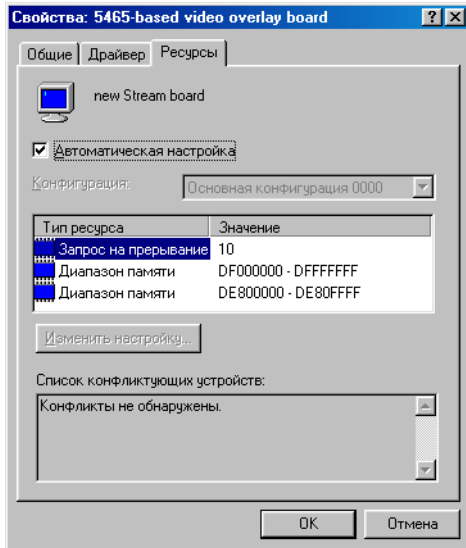 Свойства: 5465-based video overlay board
Общие Драйвер Ресурсы
new Stream board
Автоматическая настройка
Конфигурация: Основная конфигурация 0000
Тип ресурса Значение
Запрос на прерывание 10
Диапазон памяти DF000000 - DFFFFFFF
Диапазон памяти DE800000 - DE80FFFF
Изменить настройку...
Список конфликтующих устройств:
Конфликты не обнаружены.
OK Отмена